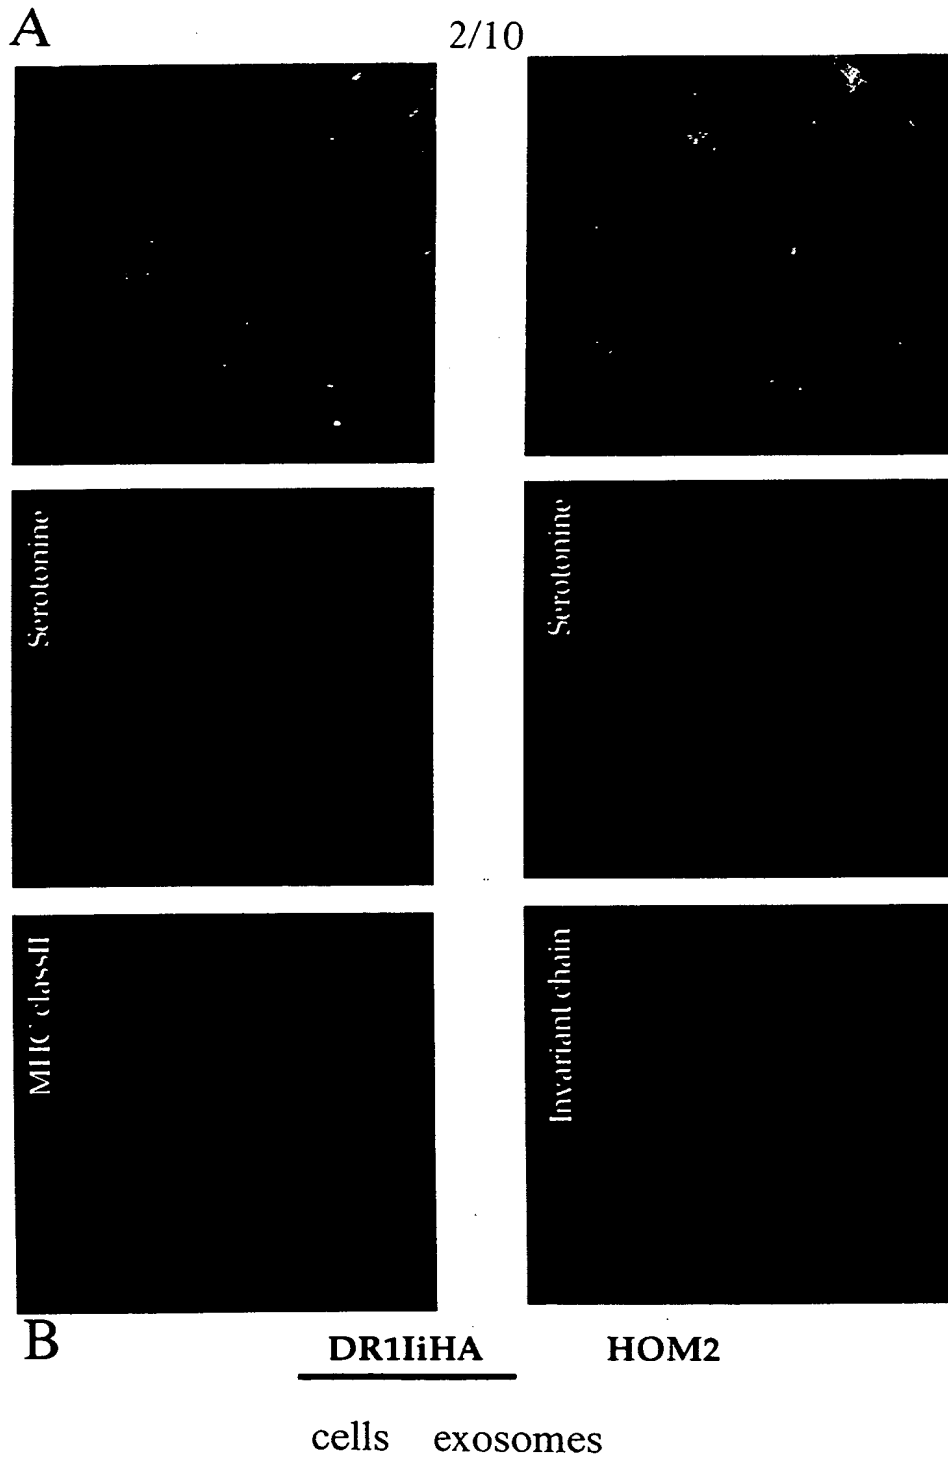 A
2/10
Serotonine
Serotonine
MHC classII
Invariant chain
B
DR1IiHA HOM2
cells exosomes